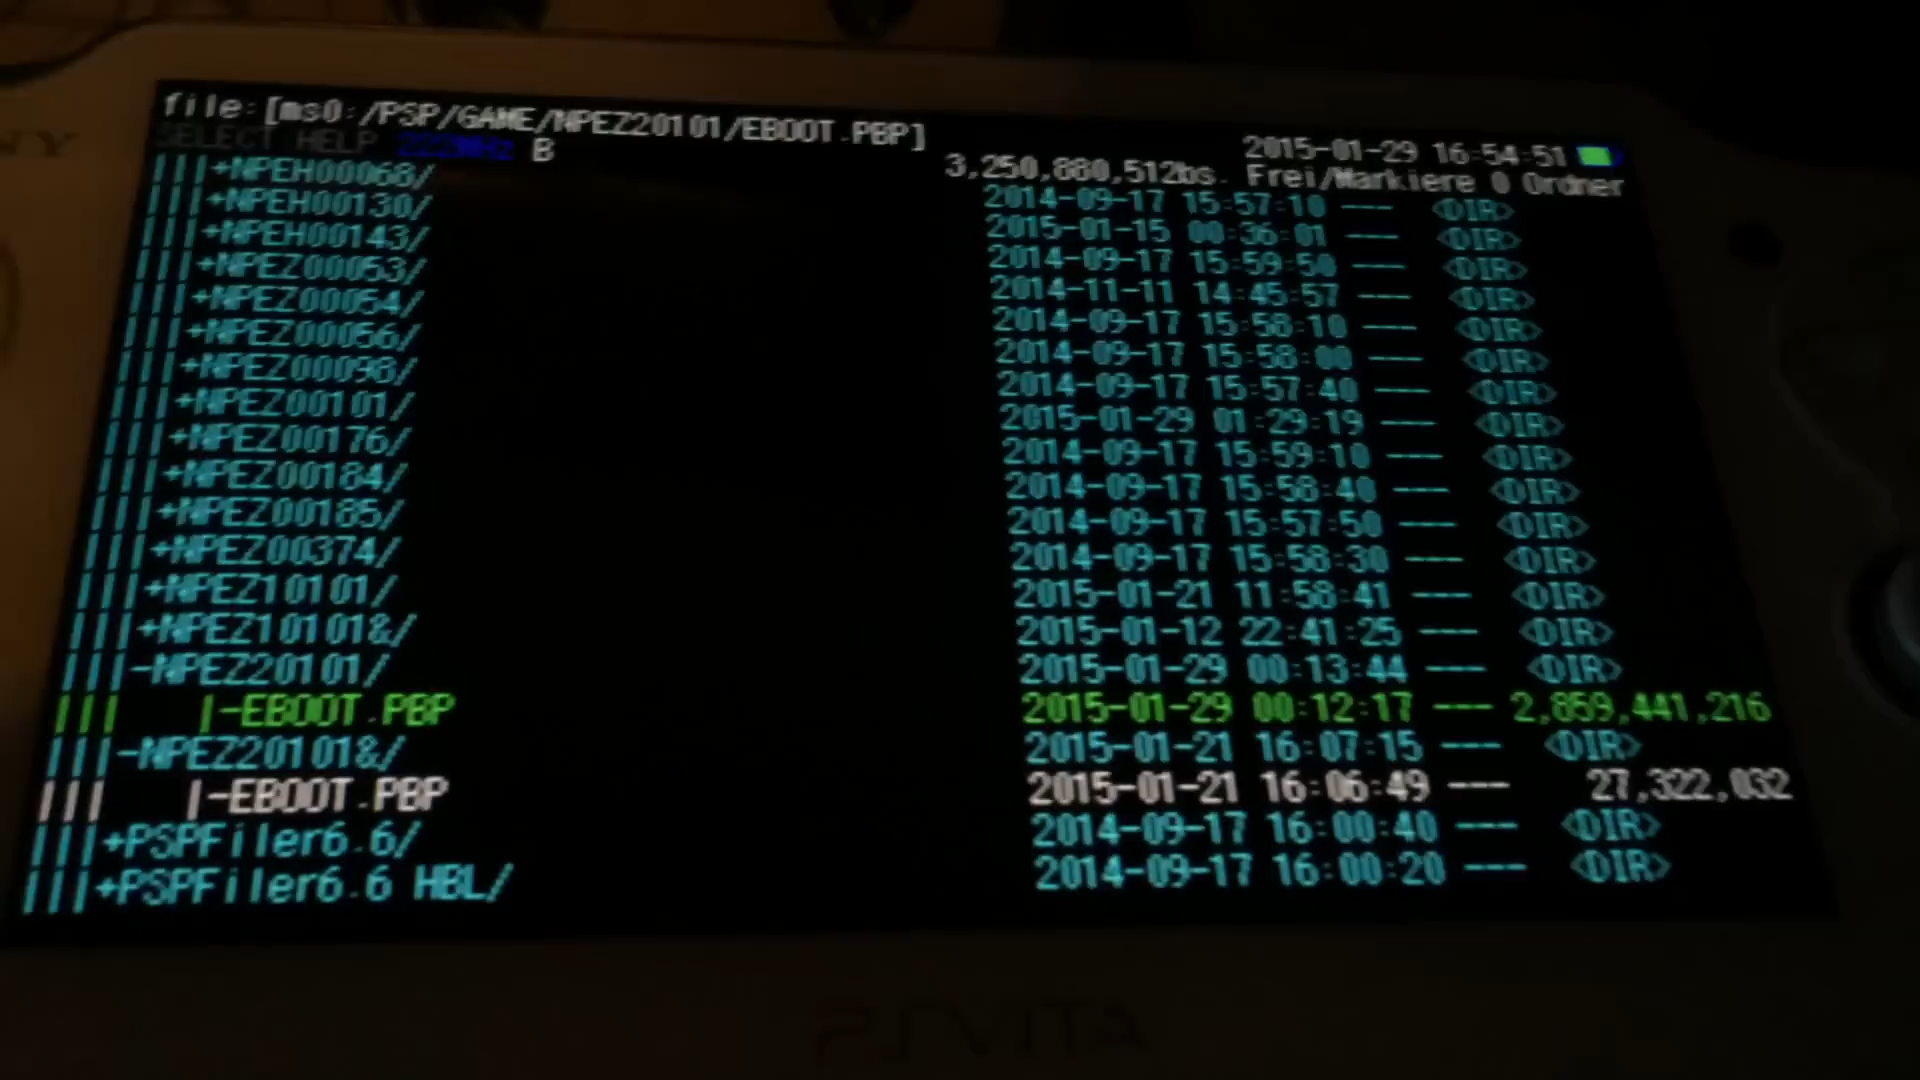 file:[ms0:/PSP/GAME/NPEZ20101/EBOOT.PBP]
2015-01-29 16:54:51
SELECT HELP 222MHz B
3,250,880,512bs. Frei/Markiere 0 Ordner
|||+NPEH00068/ 2014-09-17 15:57:10 --- <DIR>
|||+NPEH00130/ 2015-01-15 00:36:01 --- <DIR>
|||+NPEH00143/ 2014-09-17 15:59:50 --- <DIR>
|||+NPEZ00053/ 2014-11-11 14:45:57 --- <DIR>
|||+NPEZ00054/ 2014-09-17 15:58:10 --- <DIR>
|||+NPEZ00056/ 2014-09-17 15:58:00 --- <DIR>
|||+NPEZ00098/ 2014-09-17 15:57:40 --- <DIR>
|||+NPEZ00101/ 2015-01-29 01:29:19 --- <DIR>
|||+NPEZ00176/ 2014-09-17 15:59:10 --- <DIR>
|||+NPEZ00184/ 2014-09-17 15:58:40 --- <DIR>
|||+NPEZ00185/ 2014-09-17 15:57:50 --- <DIR>
|||+NPEZ00374/ 2014-09-17 15:58:30 --- <DIR>
|||+NPEZ10101/ 2015-01-21 11:58:41 --- <DIR>
|||+NPEZ10101&/ 2015-01-12 22:41:25 --- <DIR>
|||-NPEZ20101/ 2015-01-29 00:13:44 --- <DIR>
||| |-EBOOT.PBP 2015-01-29 00:12:17 --- 2,859,441,216
|||-NPEZ20101&/ 2015-01-21 16:07:15 --- <DIR>
||| |-EBOOT.PBP 2015-01-21 16:06:49 --- 27,322,032
|||+PSPFiler6.6/ 2014-09-17 16:00:40 --- <DIR>
|||+PSPFiler6.6 HBL/ 2014-09-17 16:00:20 --- <DIR>
PSVITA